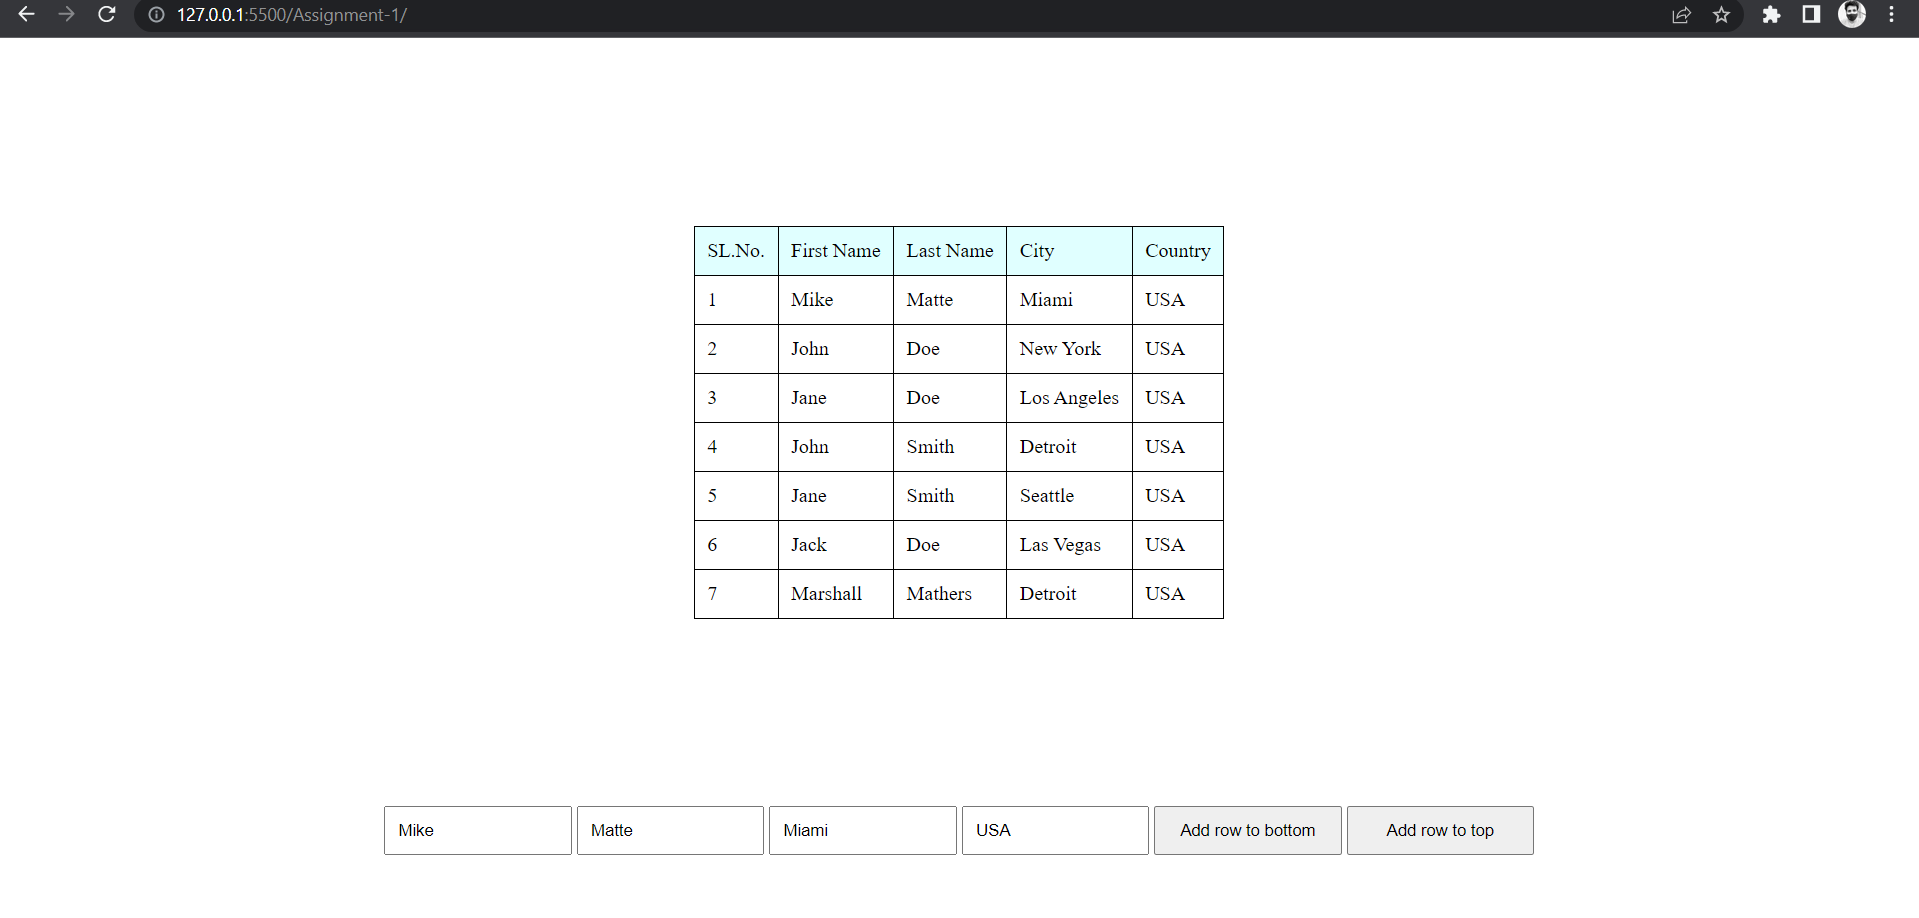 127.0.0.1:5500/Assignment-1/
SL.No. First Name Last Name City Country
1 Mike Matte Miami USA
2 John Doe New York USA
3 Jane Doe Los Angeles USA
4 John Smith Detroit USA
5 Jane Smith Seattle USA
6 Jack Doe Las Vegas USA
7 Marshall Mathers Detroit USA
Mike Matte Miami USA Add row to bottom Add row to top